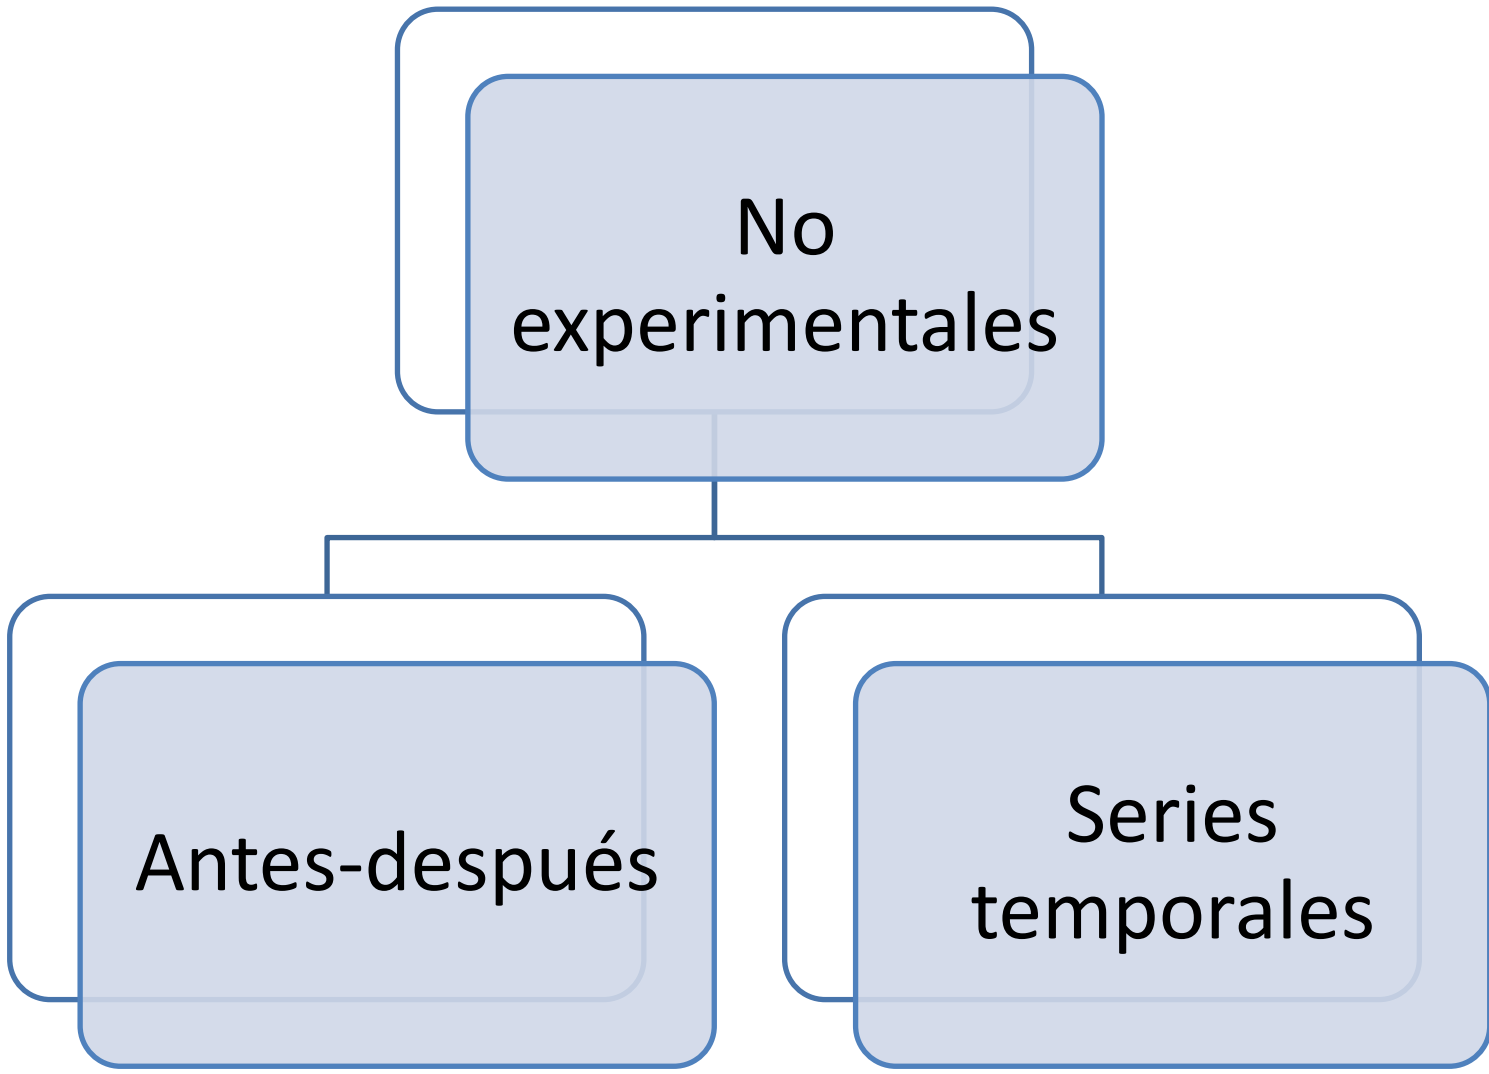 No
experimentales
Antes-después
Series
temporales